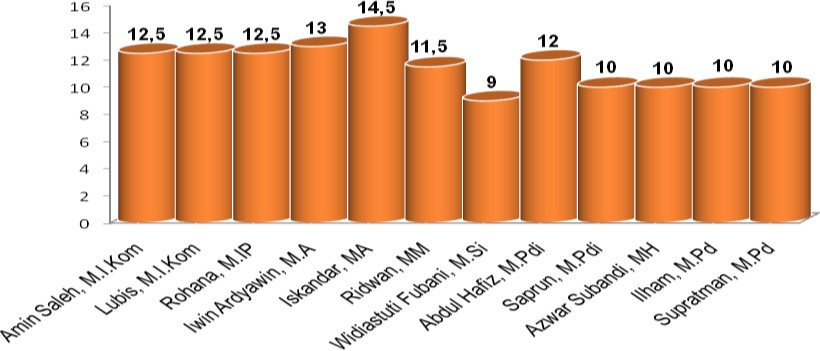 16
14
12
10
8
6
4
2
0
12,5
12,5
12,5
13
14,5
11,5
9
12
10
10
10
10
Amin Saleh, M.I.Kom
Lubis, M.I.Kom
Rohana, M.IP
Iwin Ardyawin, M.A
Iskandar, MA
Ridwan, MM
Widiastuti Fubani, M.Si
Abdul Hafiz, M.Pdi
Saprun, M.Pdi
Azwar Subandi, MH
Ilham, M.Pd
Supratman, M.Pd